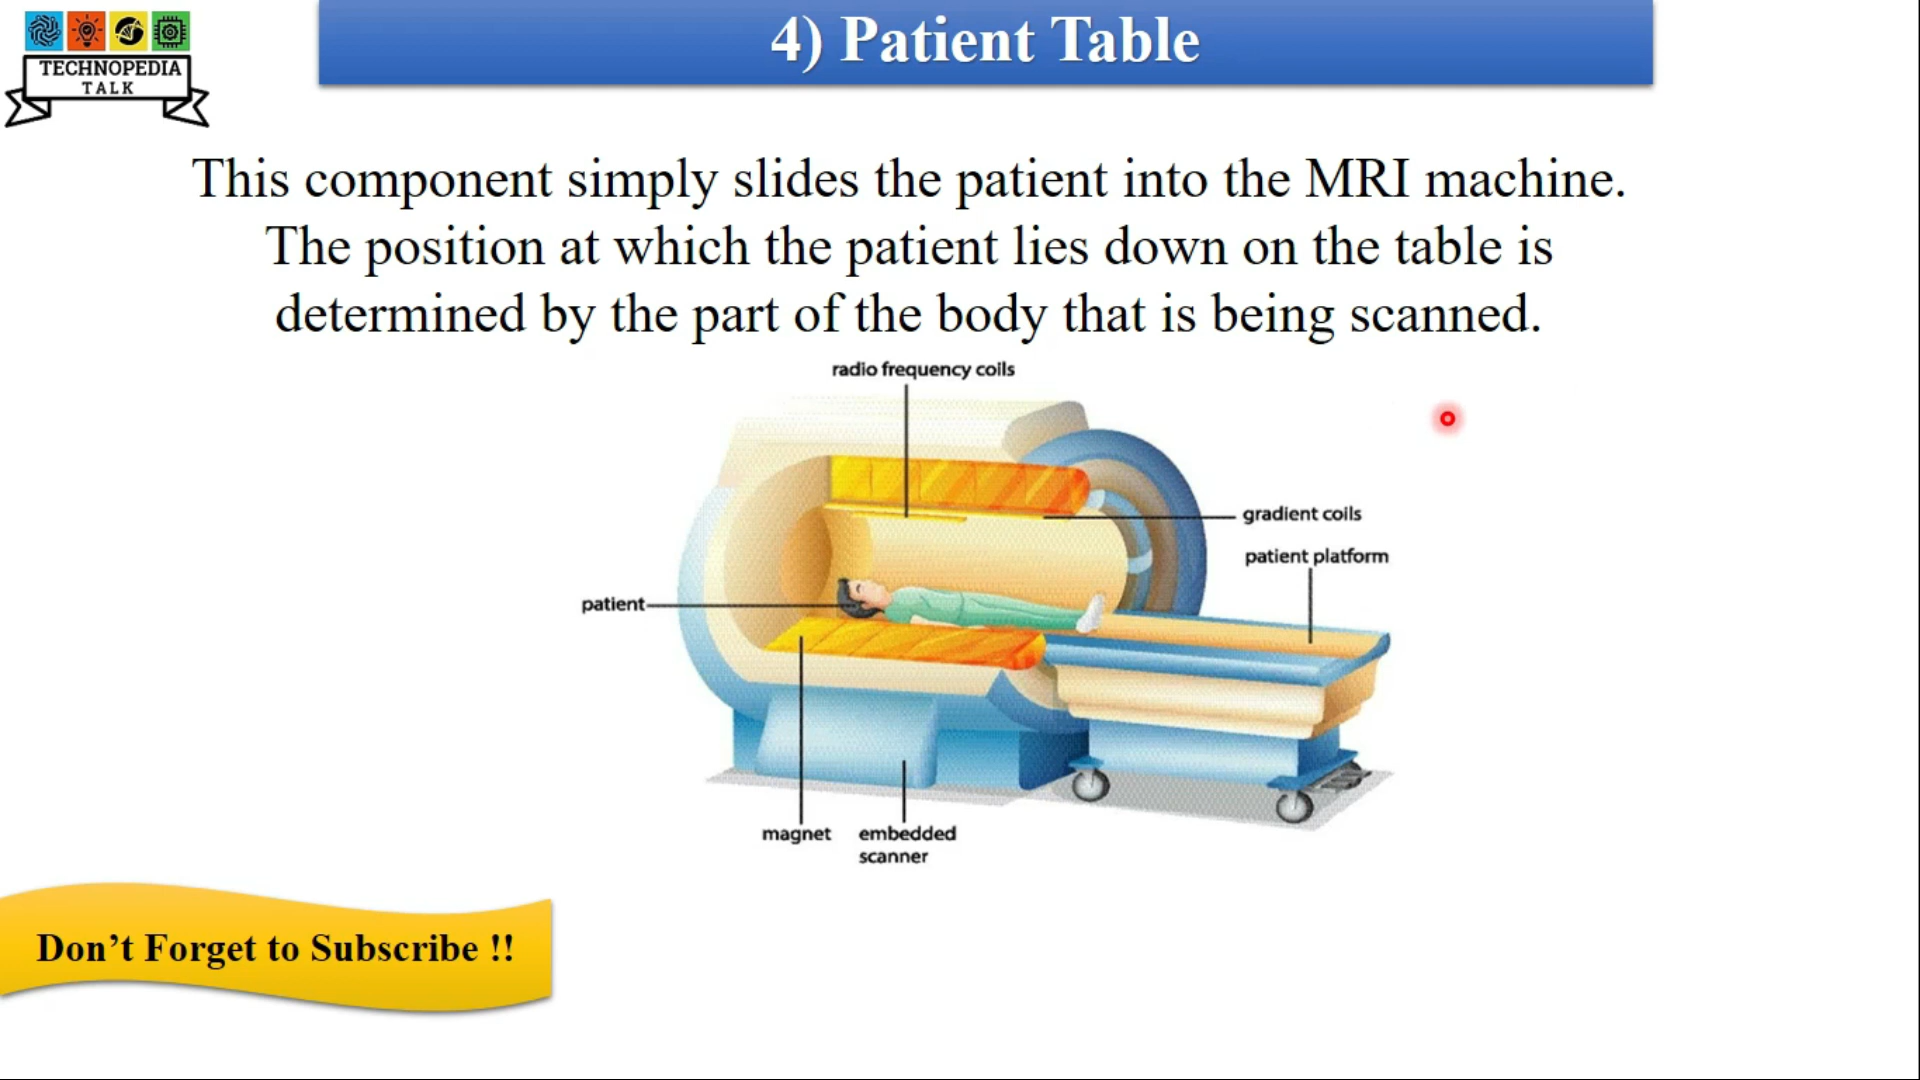 4) Patient Table
TECHNOPEDIA
TALK
This component simply slides the patient into the MRI machine.
The position at which the patient lies down on the table is
determined by the part of the body that is being scanned.
radio frequency coils
gradient coils
patient platform
patient
magnet
embedded
scanner
Don’t Forget to Subscribe !!